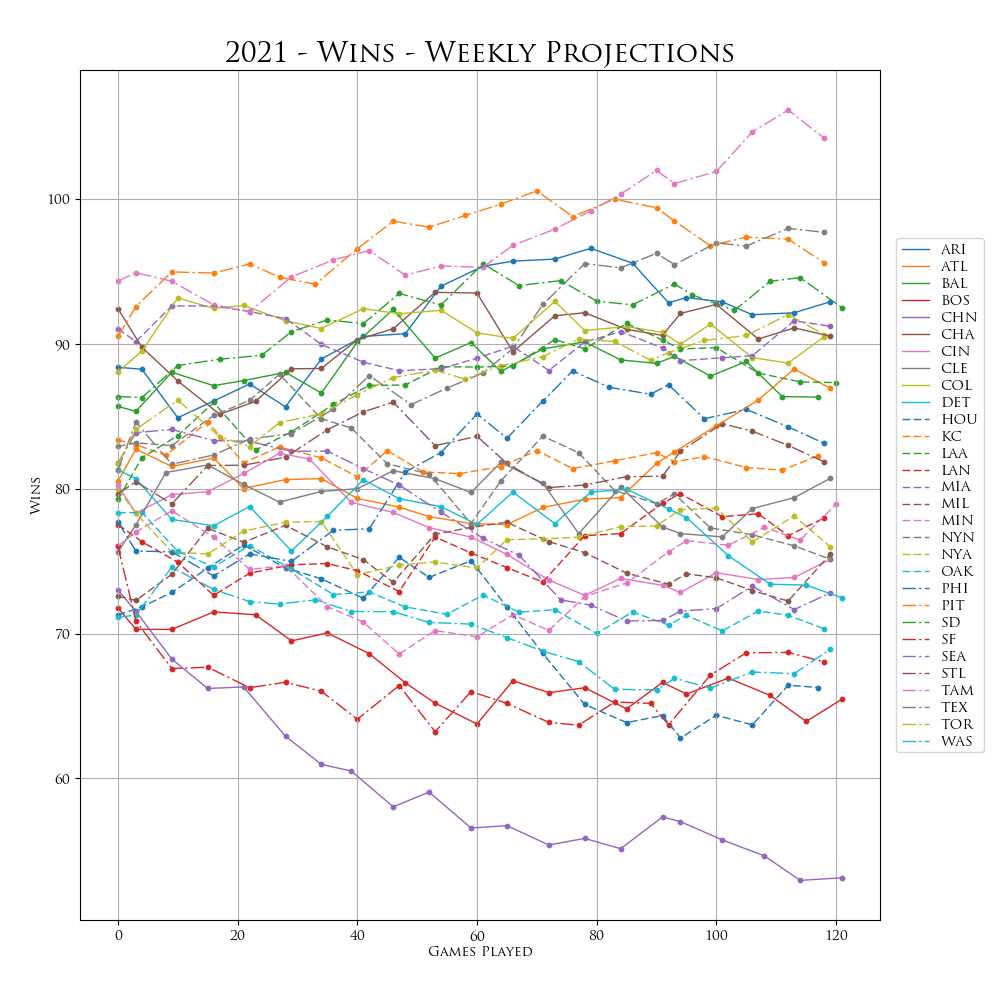 2021 - Wins - Weekly Projections
100
90
80
70
60
Wins
0 20 40 60 80 100 120
Games Played
ARI
ATL
BAL
BOS
CHN
CHA
CIN
CLE
COL
DET
HOU
KC
LAA
LAN
MIA
MIL
MIN
NYN
NYA
OAK
PHI
PIT
SD
SF
SEA
STL
TAM
TEX
TOR
WAS